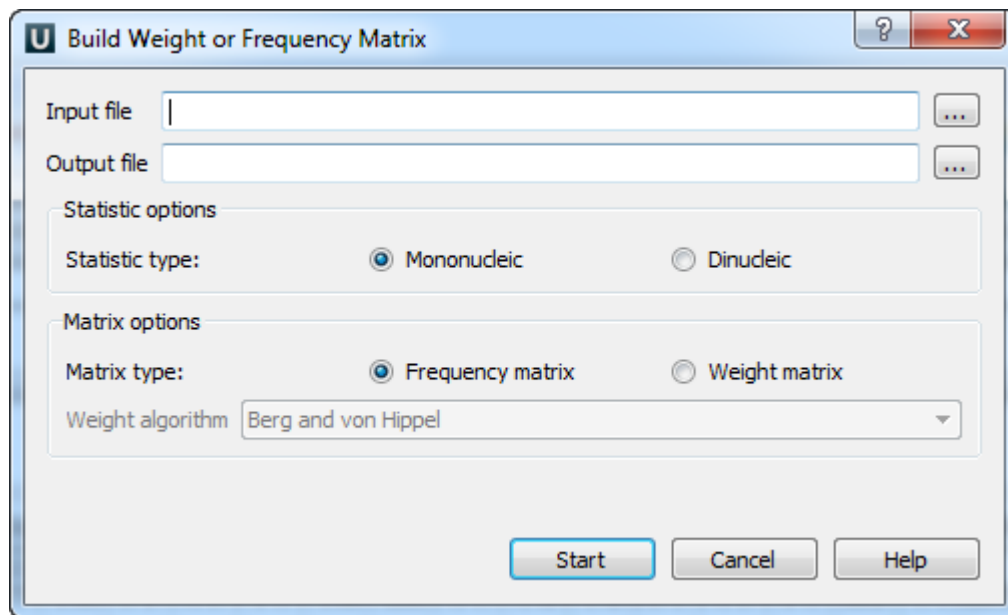 U Build Weight or Frequency Matrix ? X
Input file ...
Output file ...
Statistic options
Statistic type: Mononucleic Dinucleic
Matrix options
Matrix type: Frequency matrix Weight matrix
Weight algorithm Berg and von Hippel
Start Cancel Help